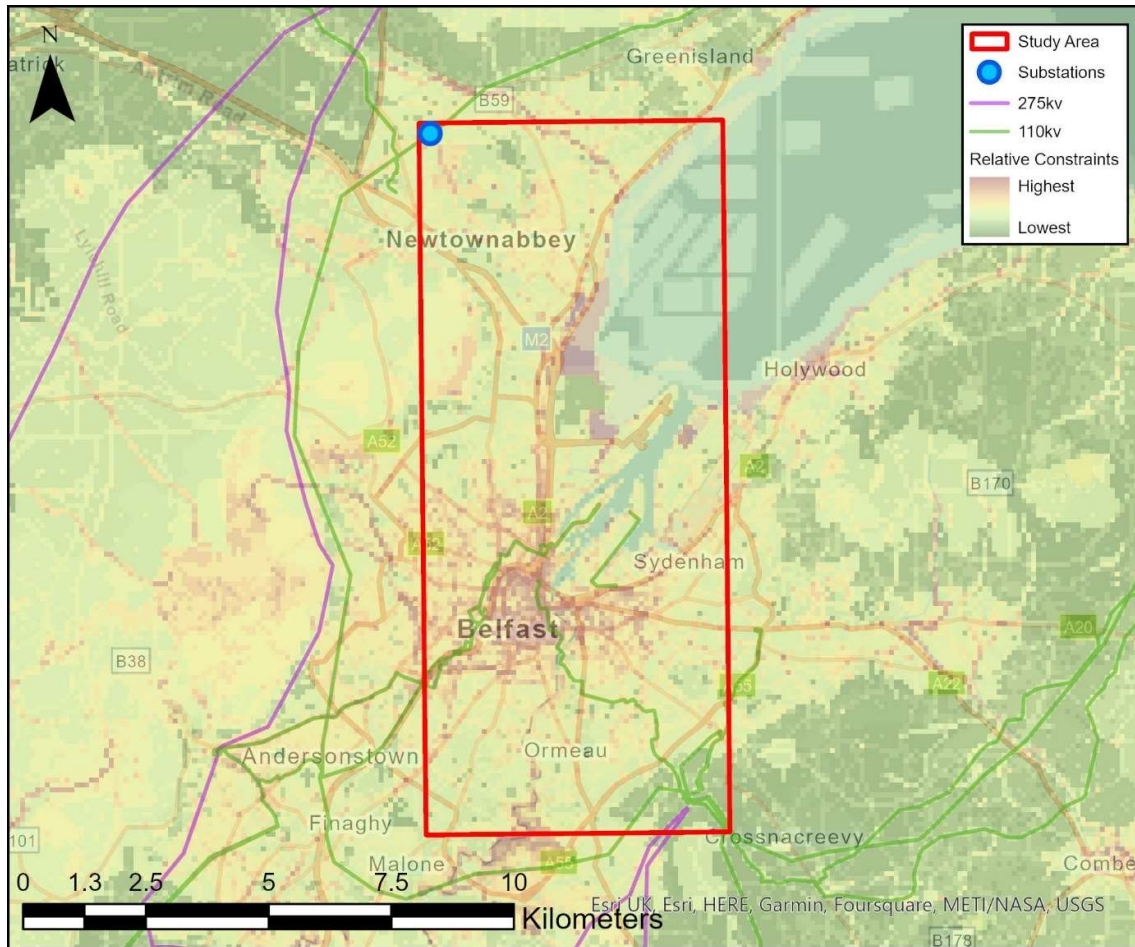 N
atrick
Antrim Road
Greenisland
B59
Study Area
Substations
275kv
110kv
Relative Constraints
Highest
Lowest
Newtownabbey
M2
Holywood
A52
A2
B170
A2
Sydenham
Belfast
A20
B38
A22
Andersonstown
Ormeau
Finaghy
101
Malone
A55
Crossnacreevy
Combe
0 1.3 2.5 5 7.5 10
Kilometers
Esri UK, Esri, HERE, Garmin, Foursquare, METI/NASA, USGS
B178